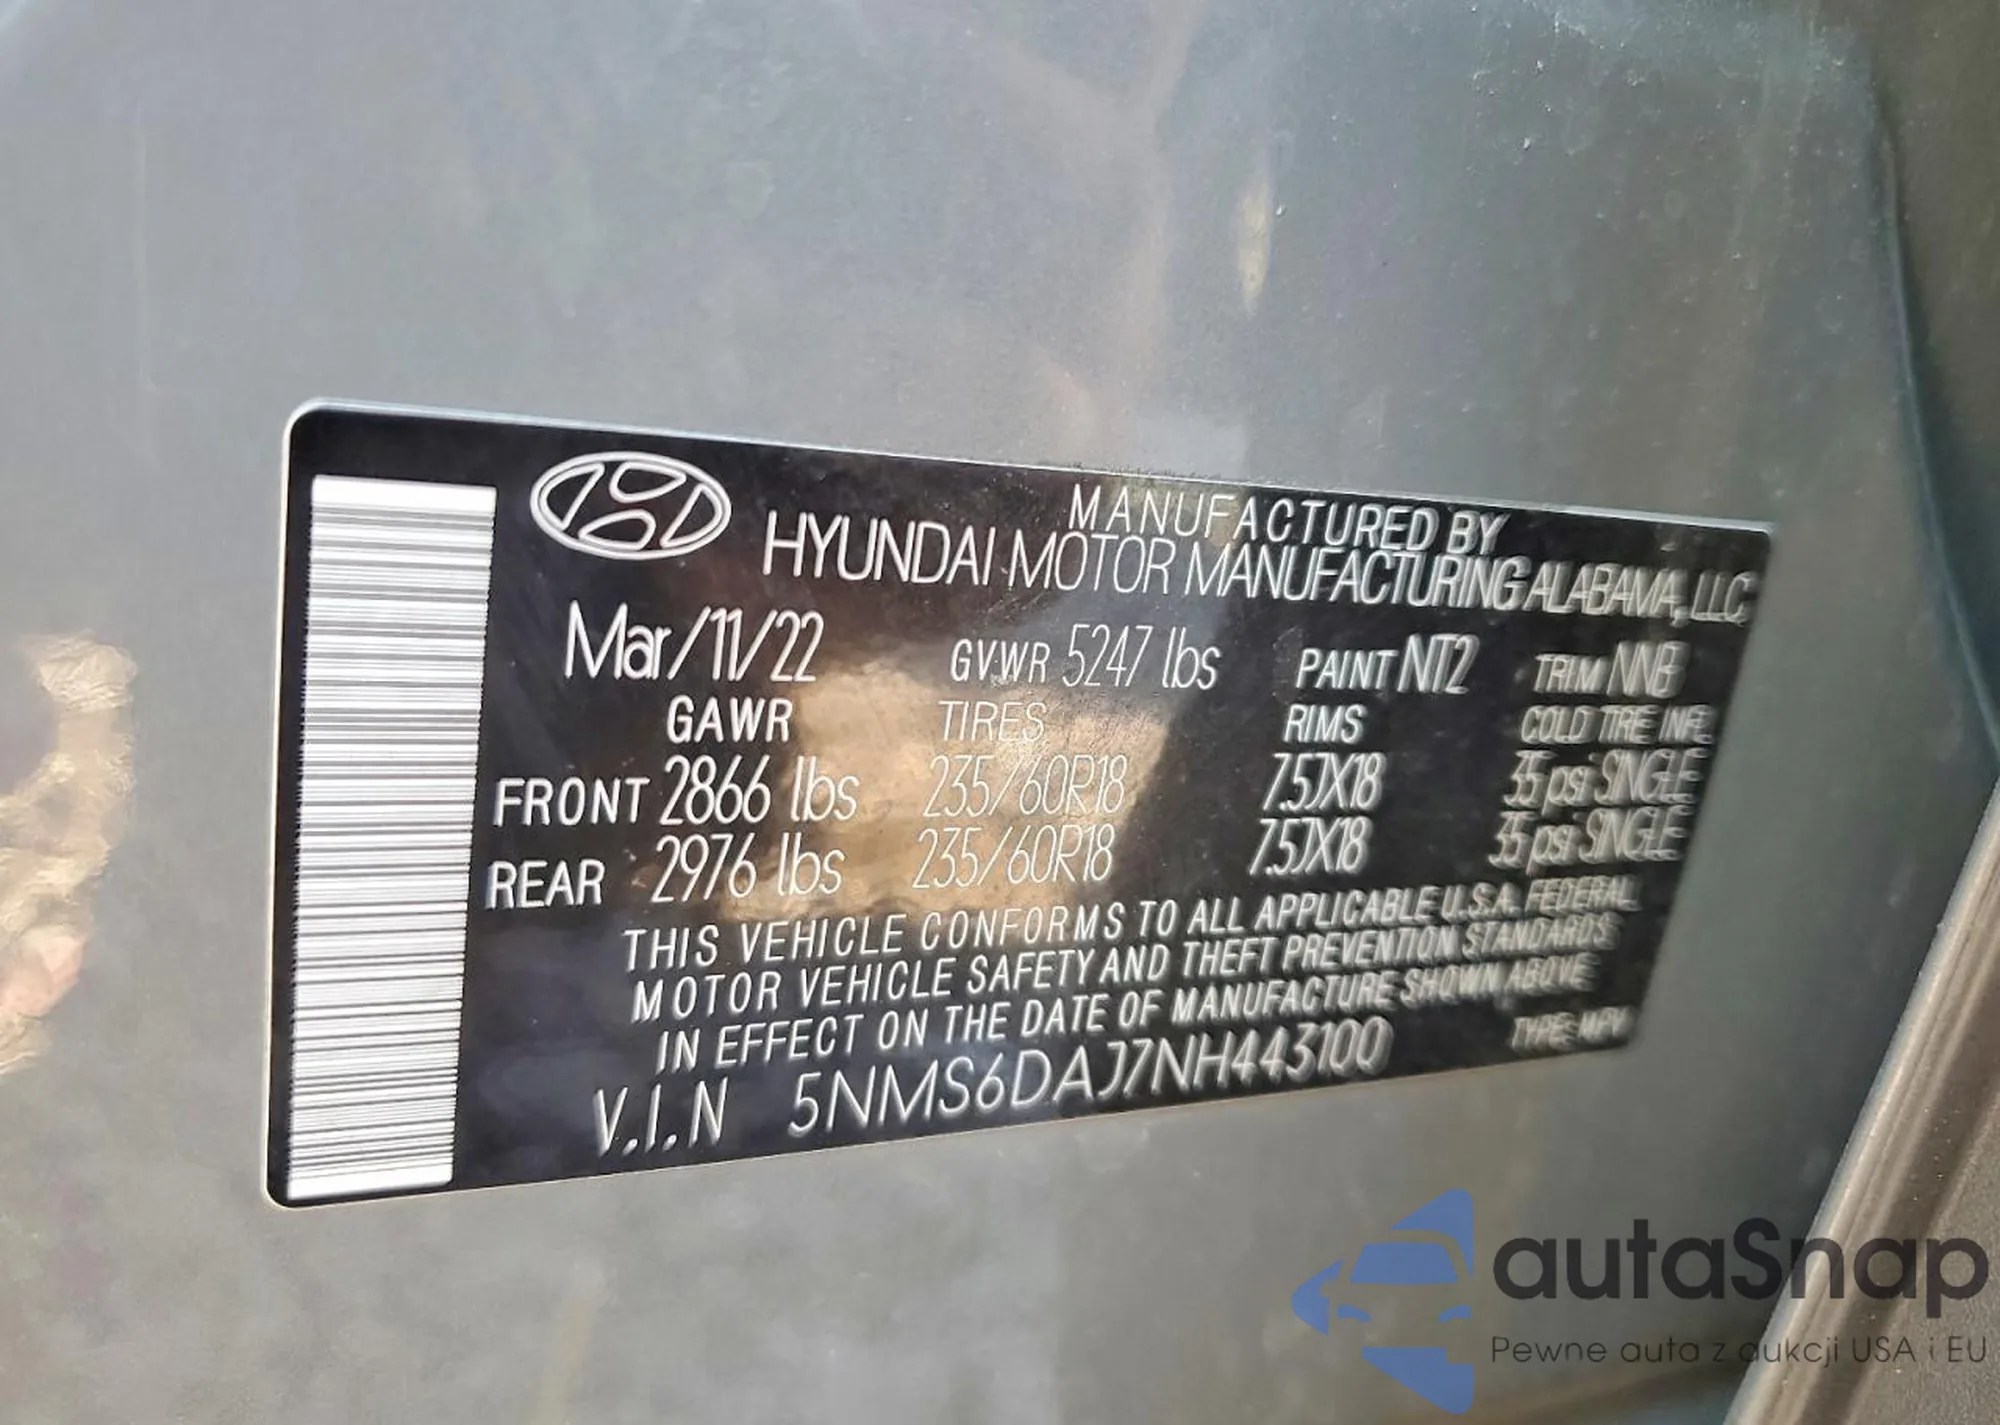 MANUFACTURED BY
HYUNDAI MOTOR MANUFACTURING ALABAMA, LLC
Mar/11/22 GVWR 5247 lbs PAINT NT2 TRIM NNB
GAWR TIRES RIMS COLD TIRE INFL
FRONT 2866 lbs 235/60R18 7.5JX18 35 psi SINGLE
REAR 2976 lbs 235/60R18 7.5JX18 35 psi SINGLE
THIS VEHICLE CONFORMS TO ALL APPLICABLE U.S.A. FEDERAL
MOTOR VEHICLE SAFETY AND THEFT PREVENTION STANDARDS
IN EFFECT ON THE DATE OF MANUFACTURE SHOWN ABOVE
V.I.N 5NMS6DAJ7NH443100 TYPE: MPV
autaSnap
Pewne auta z aukcji USA i EU